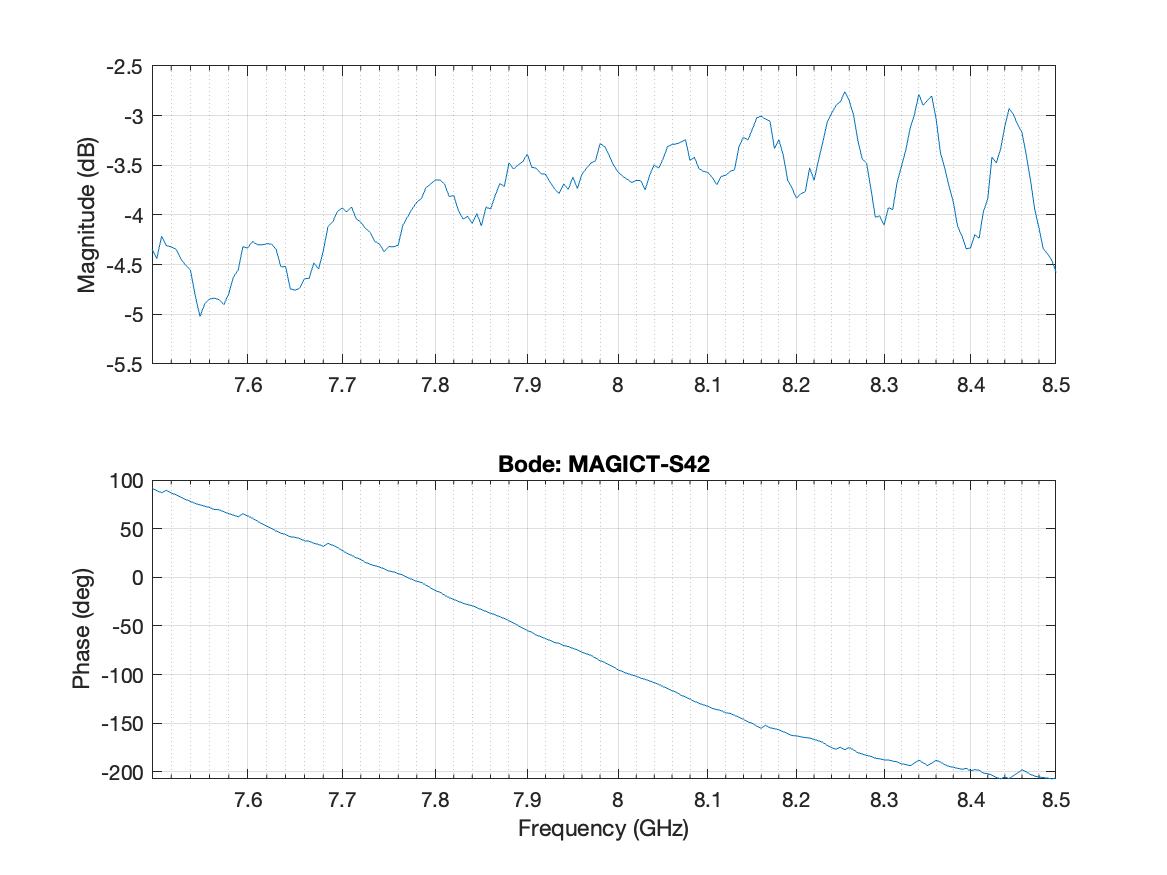 -2.5
-3
-3.5
-4
-4.5
-5
-5.5
Magnitude (dB)
7.6 7.7 7.8 7.9 8 8.1 8.2 8.3 8.4 8.5
Bode: MAGICT-S42
100
50
0
-50
-100
-150
-200
Phase (deg)
7.6 7.7 7.8 7.9 8 8.1 8.2 8.3 8.4 8.5
Frequency (GHz)